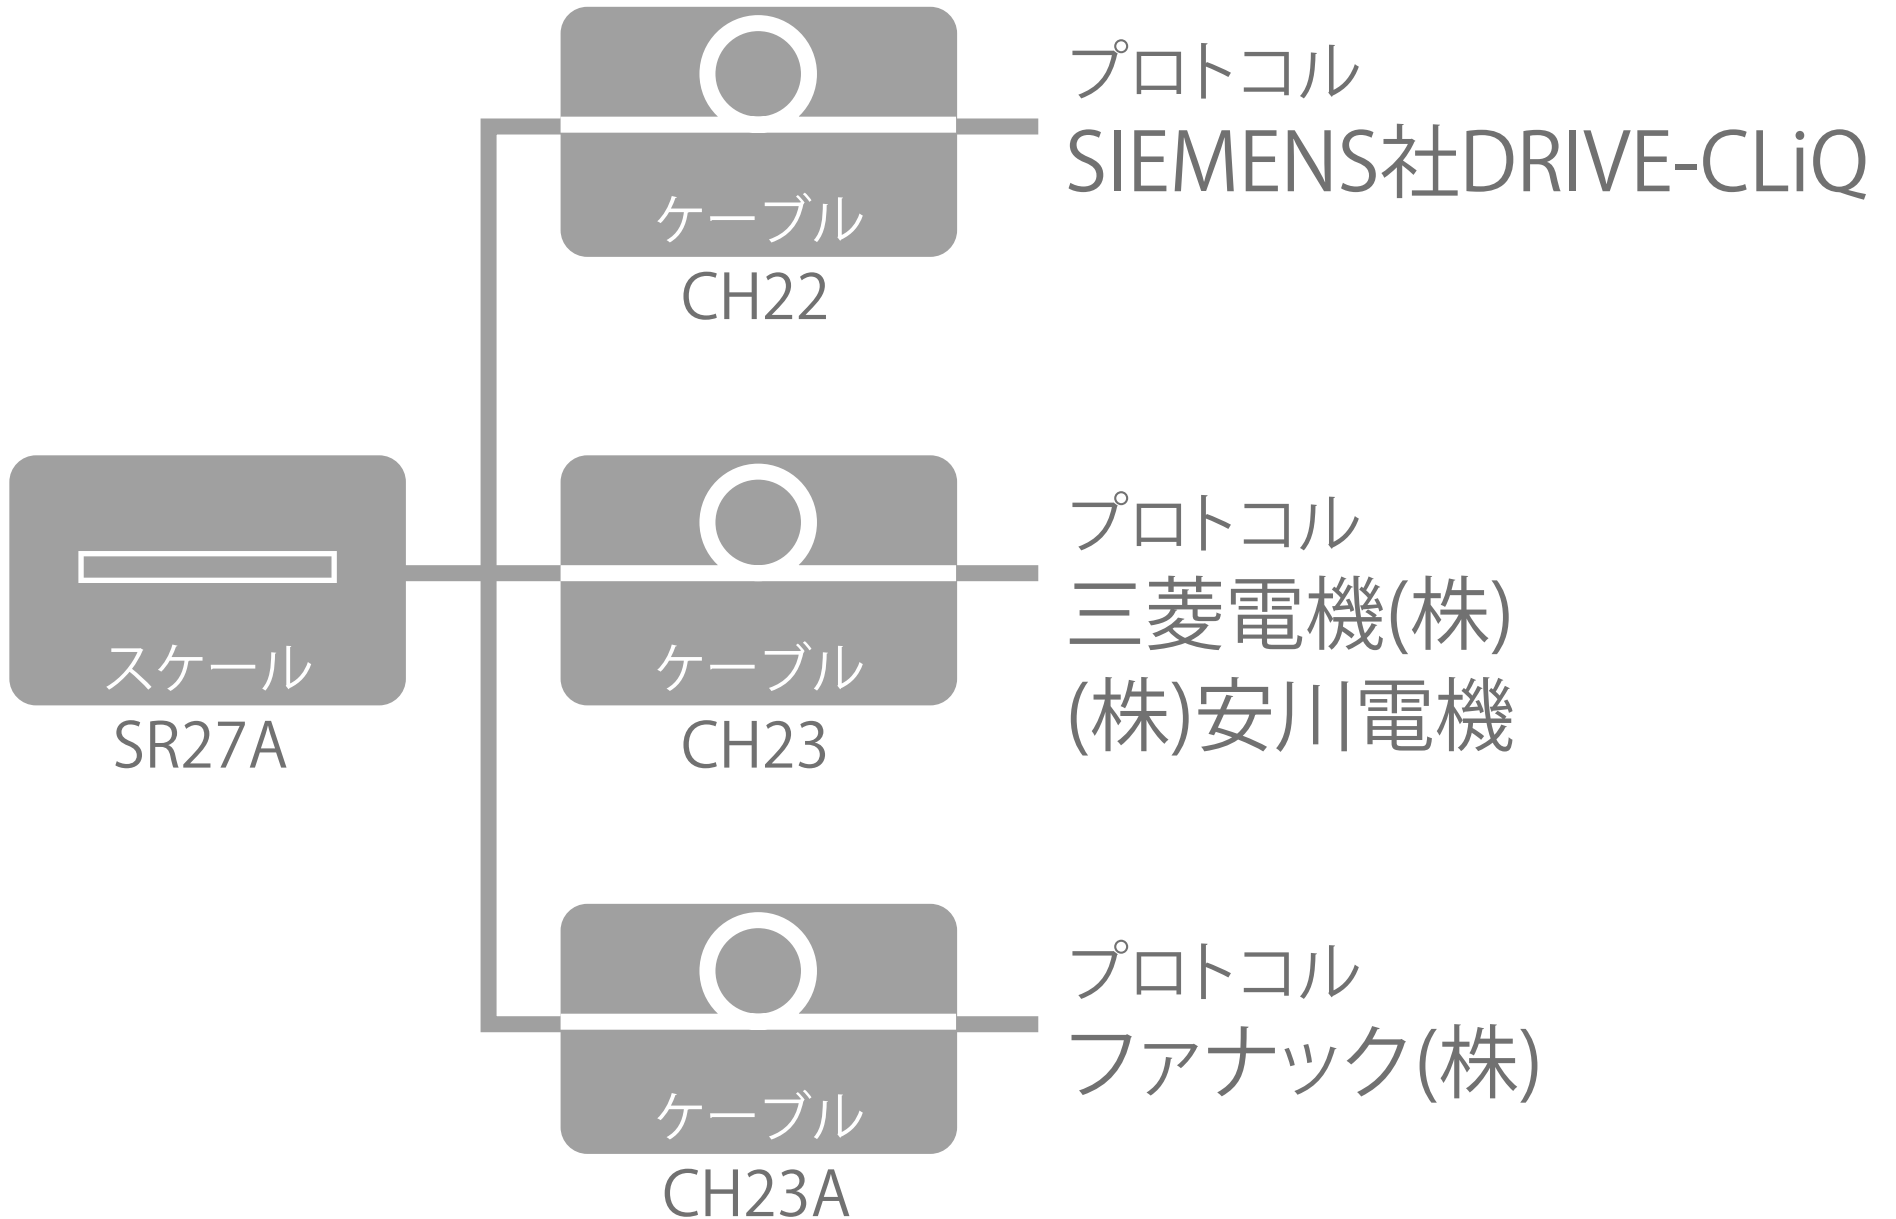 スケール
SR27A
ケーブル
CH22
プロトコル
SIEMENS社DRIVE-CLiQ
ケーブル
CH23
プロトコル
三菱電機(株)
(株)安川電機
ケーブル
CH23A
プロトコル
ファナック(株)